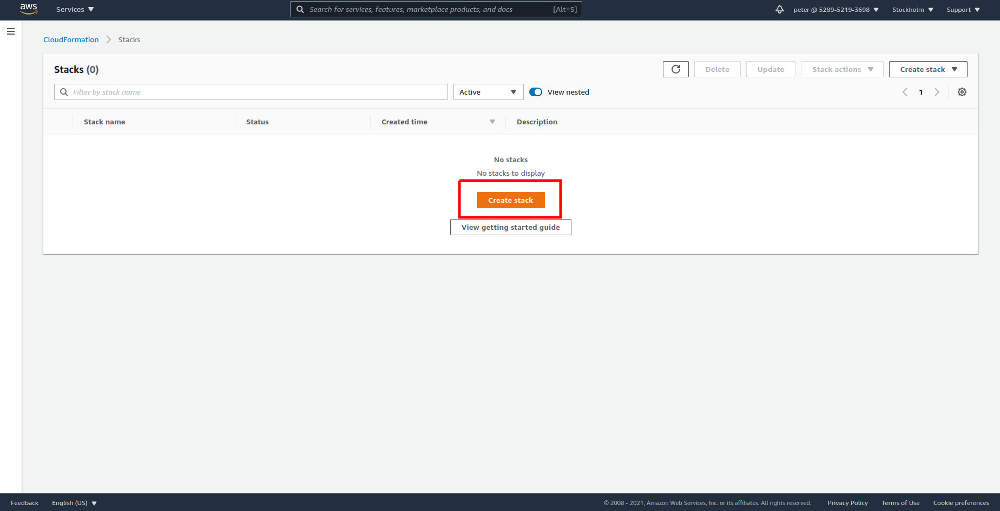 aws Services Search for services, features, marketplace products, and docs [Alt+S] peter @ 5289-5219-3698 Stockholm Support
CloudFormation Stacks
Stacks (0) Delete Update Stack actions Create stack
Filter by stack name Active View nested 1
Stack name Status Created time Description
No stacks
No stacks to display
Create stack
View getting started guide
Feedback English (US) © 2008 - 2021, Amazon Web Services, Inc. or its affiliates. All rights reserved. Privacy Policy Terms of Use Cookie preferences